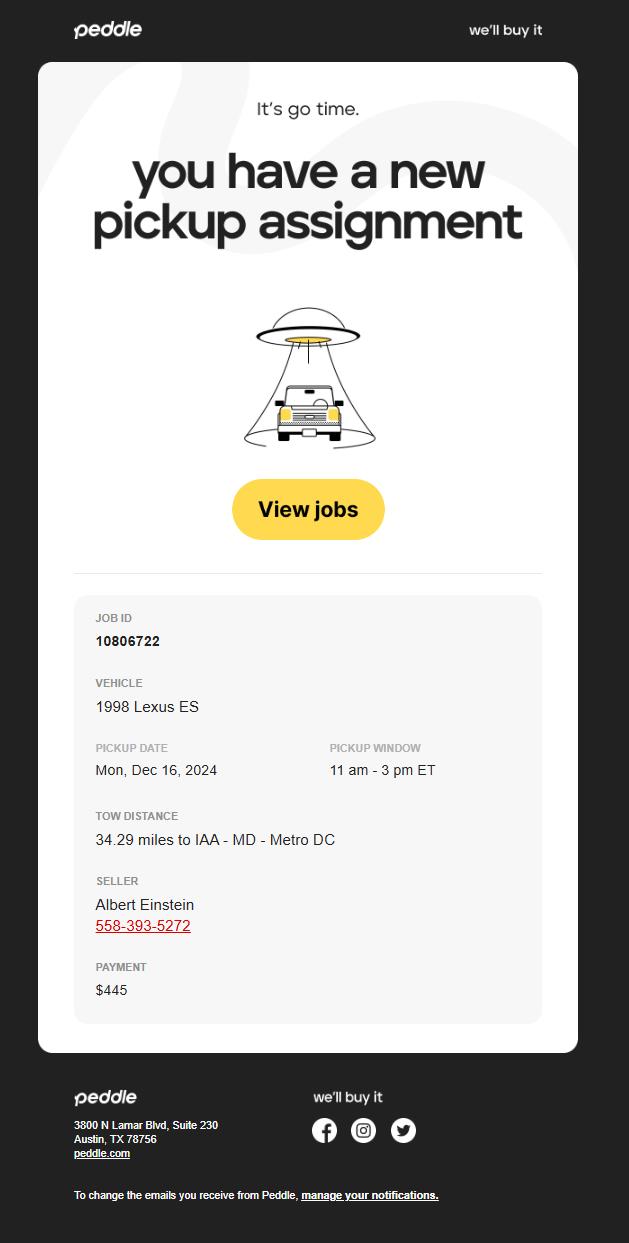 peddle
we'll buy it
It's go time.
you have a new
pickup assignment
View jobs
JOB ID
10806722
VEHICLE
1998 Lexus ES
PICKUP DATE
PICKUP WINDOW
Mon, Dec 16, 2024
11 am - 3 pm ET
TOW DISTANCE
34.29 miles to IAA - MD - Metro DC
SELLER
Albert Einstein
558-393-5272
PAYMENT
$445
peddle
we'll buy it
3800 N Lamar Blvd, Suite 230
Austin, TX 78756
peddle.com
To change the emails you receive from Peddle, manage your notifications.